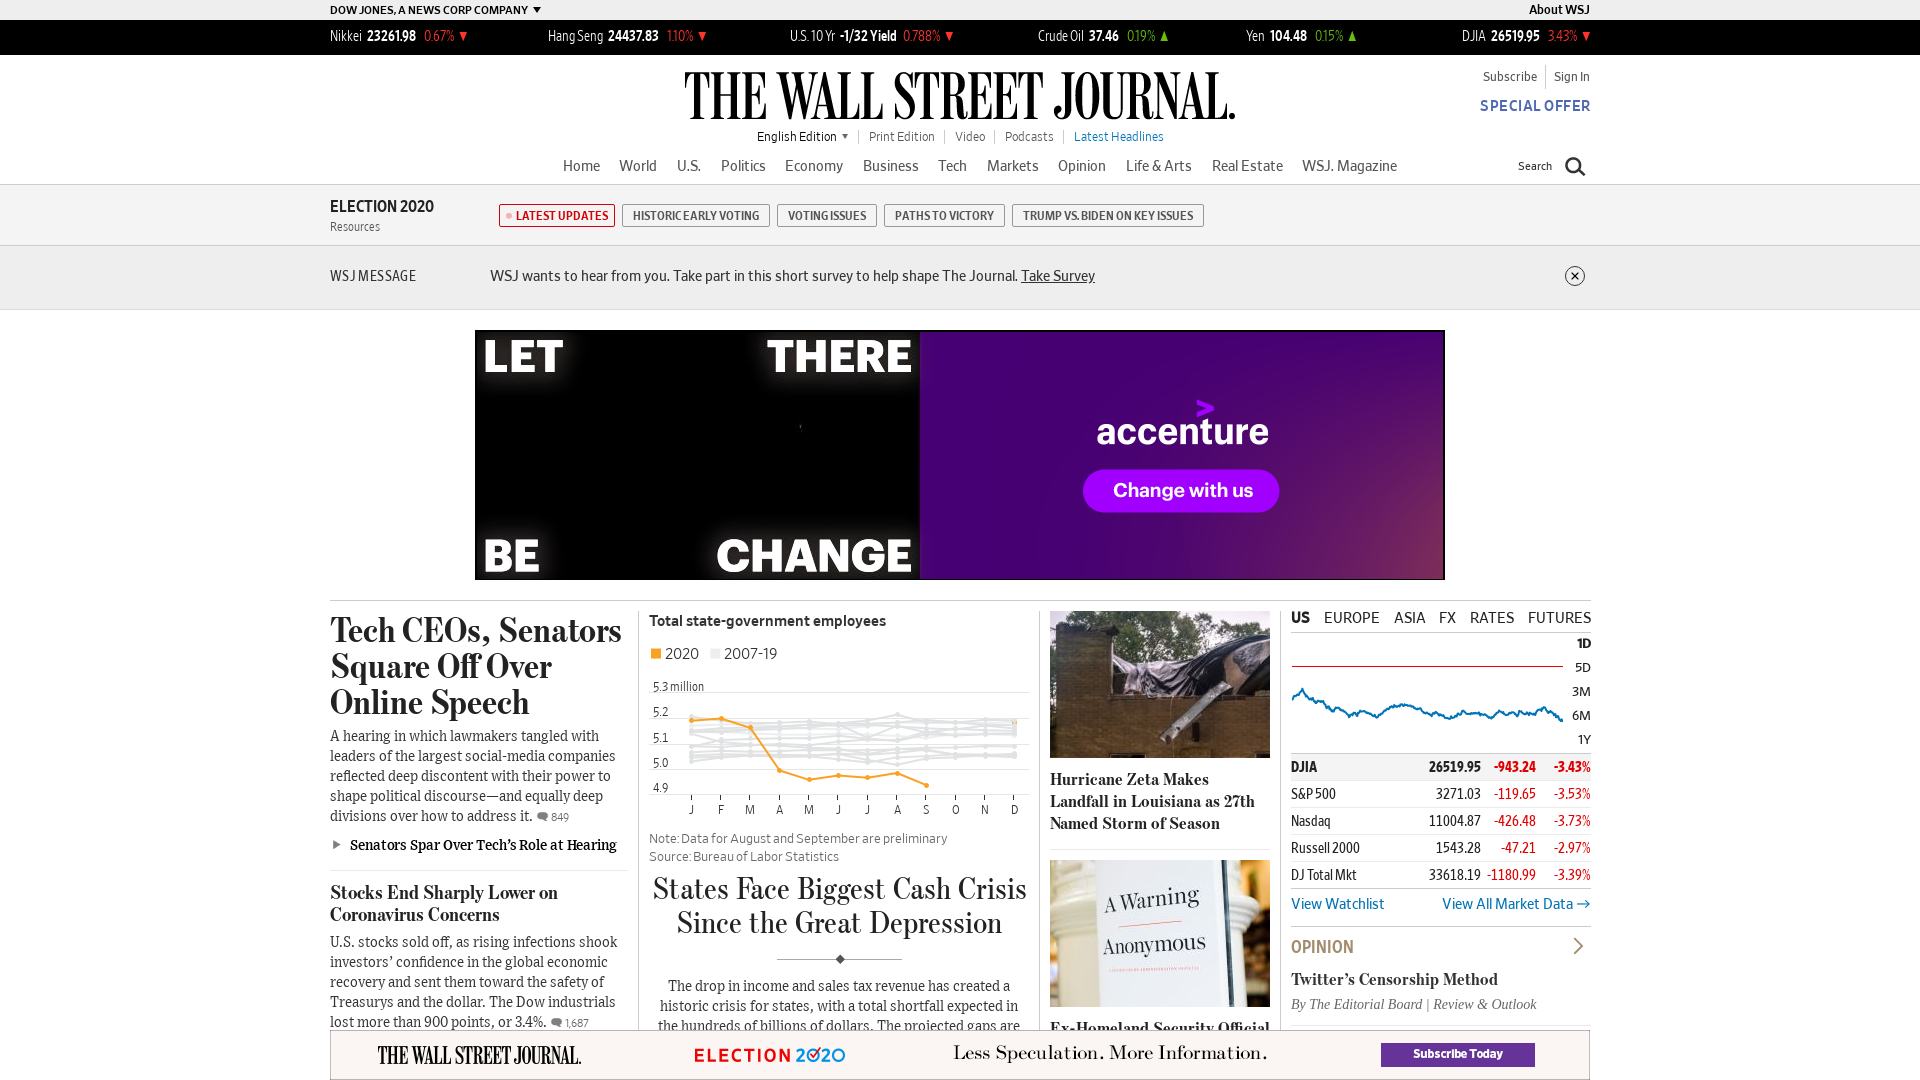 DOW JONES, A NEWS CORP COMPANY
About WSJ
Nikkei 23261.98 0.67%
Hang Seng 24437.83 1.10%
U.S. 10 Yr -1/32 Yield 0.788%
Crude Oil 37.46 0.19%
Yen 104.48 0.15%
DJIA 26519.95 3.43%
THE WALL STREET JOURNAL.
Subscribe Sign In
SPECIAL OFFER
English Edition Print Edition Video Podcasts Latest Headlines
Home World U.S. Politics Economy Business Tech Markets Opinion Life & Arts Real Estate WSJ. Magazine
Search
ELECTION 2020
Resources
LATEST UPDATES HISTORIC EARLY VOTING VOTING ISSUES PATHS TO VICTORY TRUMP VS. BIDEN ON KEY ISSUES
WSJ MESSAGE
WSJ wants to hear from you. Take part in this short survey to help shape The Journal. Take Survey
LET THERE
BE CHANGE
accenture
Change with us
Tech CEOs, Senators
Square Off Over
Online Speech
A hearing in which lawmakers tangled with
leaders of the largest social-media companies
reflected deep discontent with their power to
shape political discourse—and equally deep
divisions over how to address it. 849
Senators Spar Over Tech's Role at Hearing
Stocks End Sharply Lower on
Coronavirus Concerns
U.S. stocks sold off, as rising infections shook
investors' confidence in the global economic
recovery and sent them toward the safety of
Treasurys and the dollar. The Dow industrials
lost more than 900 points, or 3.4%. 1,687
Total state-government employees
2020 2007-19
5.3 million
5.2
5.1
5.0
4.9
J F M A M J J A S O N D
Note: Data for August and September are preliminary
Source: Bureau of Labor Statistics
States Face Biggest Cash Crisis
Since the Great Depression
The drop in income and sales tax revenue has created a
historic crisis for states, with a total shortfall expected in
the hundreds of billions of dollars. The projected gaps are
Hurricane Zeta Makes
Landfall in Louisiana as 27th
Named Storm of Season
A Warning
Anonymous
Ex-Homeland Security Official
US EUROPE ASIA FX RATES FUTURES
1D
5D
3M
6M
1Y
DJIA 26519.95 -943.24 -3.43%
S&P 500 3271.03 -119.65 -3.53%
Nasdaq 11004.87 -426.48 -3.73%
Russell 2000 1543.28 -47.21 -2.97%
DJ Total Mkt 33618.19 -1180.99 -3.39%
View Watchlist View All Market Data
OPINION
Twitter's Censorship Method
By The Editorial Board | Review & Outlook
THE WALL STREET JOURNAL.
ELECTION 2020
Less Speculation. More Information.
Subscribe Today